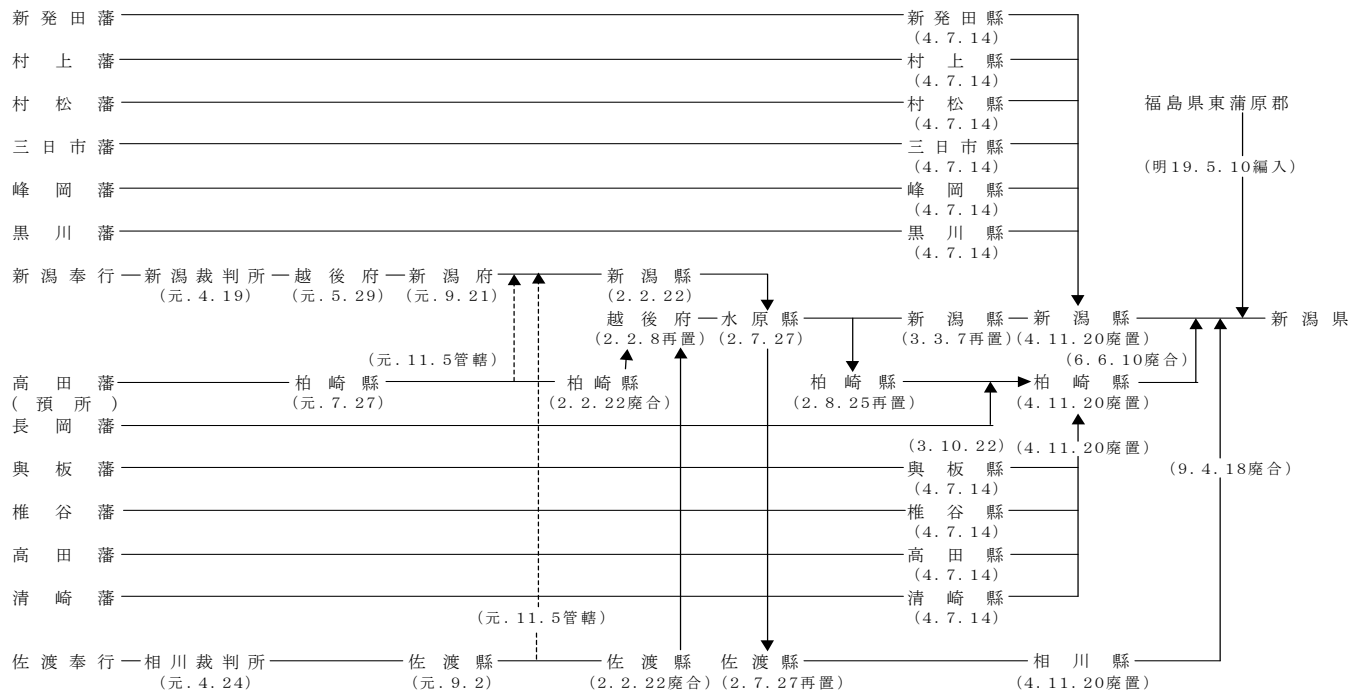 新発田藩 新発田縣
(4.7.14)
村上藩 村上縣
(4.7.14)
村松藩 村松縣 福島県東蒲原郡
(4.7.14)
三日市藩 三日市縣 (明19.5.10編入)
(4.7.14)
峰岡藩 峰岡縣
(4.7.14)
黒川藩 黒川縣
(4.7.14)
新潟奉行 新潟裁判所 越後府 新潟府 新潟縣
(元.4.19) (元.5.29) (元.9.21) (2.2.22)
越後府 水原縣 新潟縣 新潟縣 新潟県
(2.2.8再置) (2.7.27) (3.3.7再置) (4.11.20廃置)
(元.11.5管轄) (6.6.10廃合)
高田藩 柏崎縣 柏崎縣 柏崎縣 柏崎縣
(預所) (元.7.27) (2.2.22廃合) (2.8.25再置) (4.11.20廃置)
長岡藩
(3.10.22) (4.11.20廃置)
與板藩 與板縣 (9.4.18廃合)
(4.7.14)
椎谷藩 椎谷縣
(4.7.14)
高田藩 高田縣
(4.7.14)
清崎藩 清崎縣
(4.7.14)
(元.11.5管轄)
佐渡奉行 相川裁判所 佐渡縣 佐渡縣 佐渡縣 相川縣
(元.4.24) (元.9.2) (2.2.22廃合) (2.7.27再置) (4.11.20廃置)